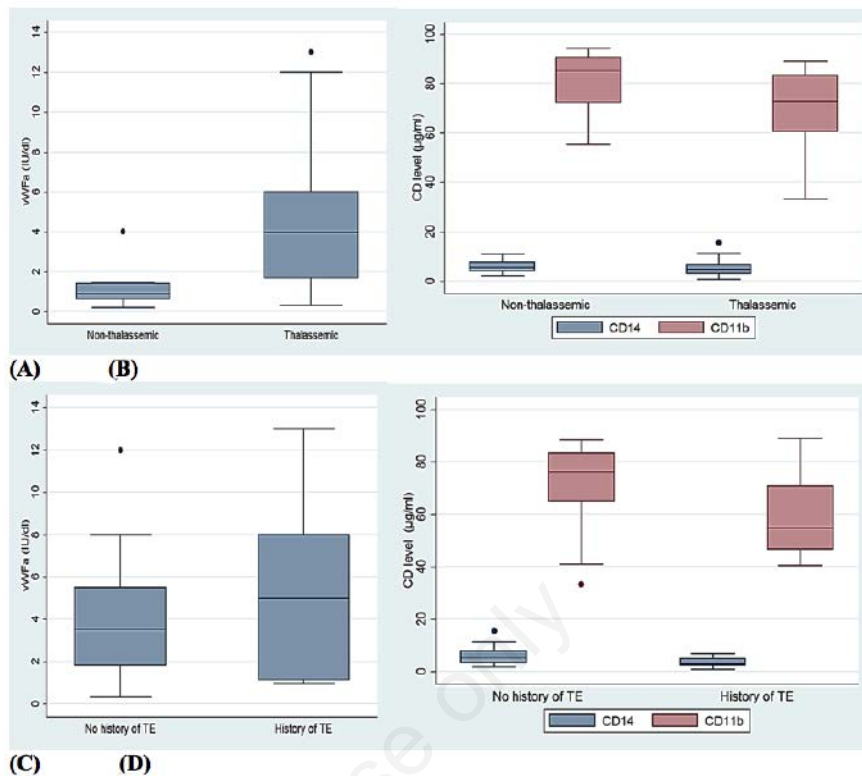 14
12
10
8
6
4
2
0
vWFa (IU/dl)
Non-thalassemic
Thalassemic
100
80
60
40
20
0
CD level (µg/ml)
Non-thalassemic
Thalassemic
CD14
CD11b
(A) (B)
14
12
10
8
6
4
2
0
vWFa (IU/dl)
No history of TE
History of TE
100
80
60
40
20
0
CD level (µg/ml)
No history of TE
History of TE
CD14
CD11b
(C) (D)
se only